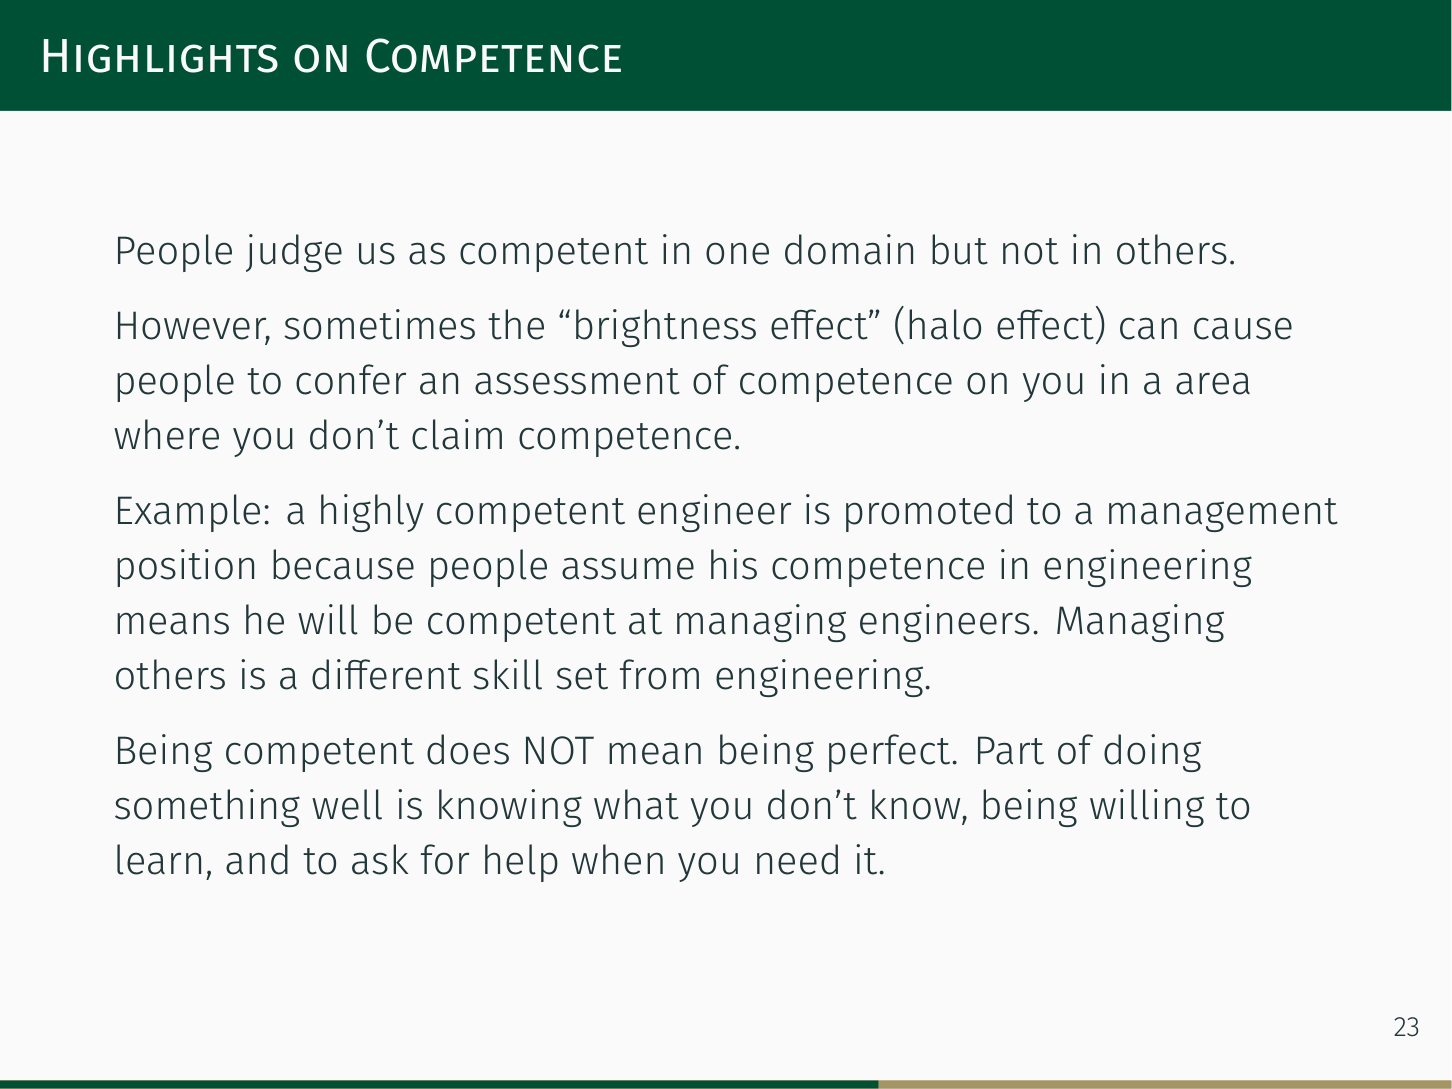 Highlights on Competence
People judge us as competent in one domain but not in others.
However, sometimes the “brightness effect” (halo effect) can cause
people to confer an assessment of competence on you in a area
where you don’t claim competence.
Example: a highly competent engineer is promoted to a management
position because people assume his competence in engineering
means he will be competent at managing engineers. Managing
others is a different skill set from engineering.
Being competent does NOT mean being perfect. Part of doing
something well is knowing what you don’t know, being willing to
learn, and to ask for help when you need it.
23